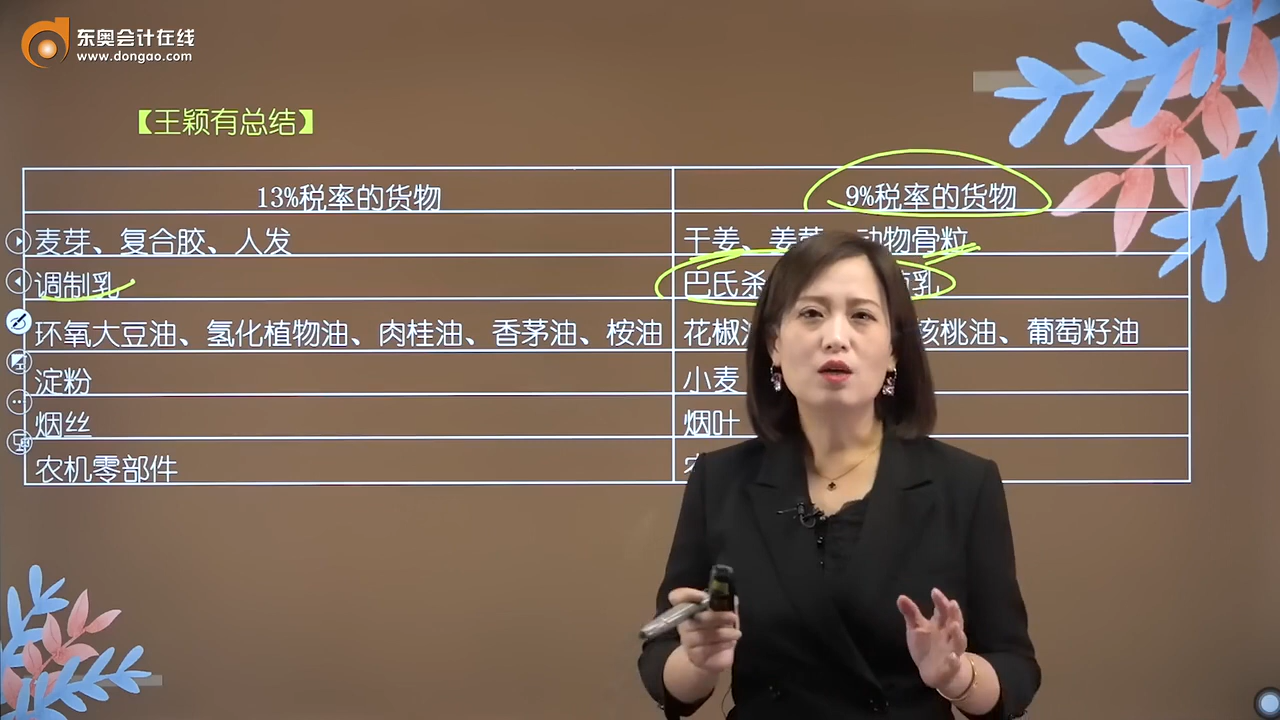 东奥会计在线
www.dongao.com
【王颖有总结】
13%税率的货物
9%税率的货物
麦芽、复合胶、人发
干姜、姜黄、动物骨粒
调制乳
巴氏杀 乳
环氧大豆油、氢化植物油、肉桂油、香茅油、桉油
花椒 核桃油、葡萄籽油
淀粉
小麦
烟丝
烟叶
农机零部件